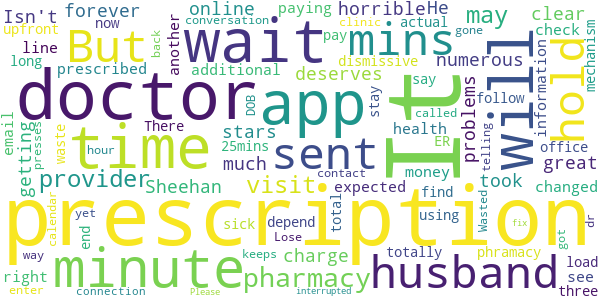 Isn't
forever
now
upfront
line
another
long
online
conversation
paying
clinic
pay
back
horribleHe
actual
dismissive
gone
may
clear
check
numerous
information
mechanism
But
wait
mins
prescribed
additional
deserves
problems
follow
will
hold
doctor
app
It
There
DOB
stay
say
called
health
ER
telling
office
great
email
getting
presses
waste
hour
time
stars
25mins
much
sent
contact
money
find
using
Wasted
took
changed
dr
provider
Sheehan
visit
expected
total
calendar
yet
end
sick
depend
Lose
totally
got
fix
prescription
way
right
enter
minute
connection
keeps
Please
pharmacy
charge
interrupted
husband
phramacy
load
see
three